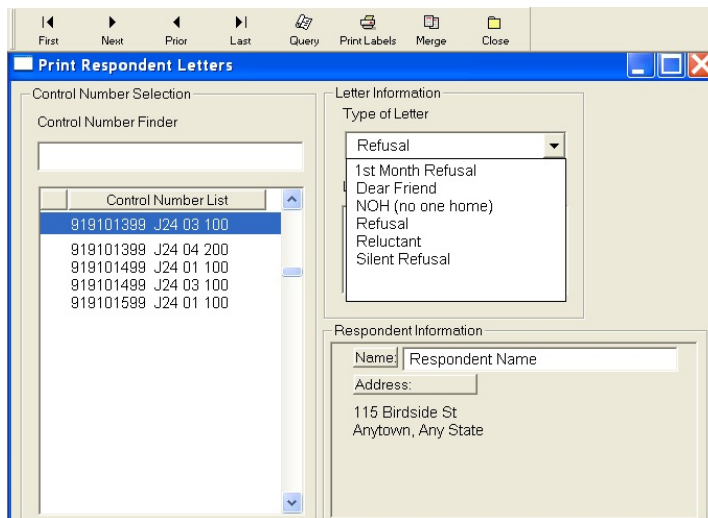 First Next Prior Last Query Print Labels Merge Close
Print Respondent Letters
Control Number Selection
Control Number Finder
Control Number List
919101399 J24 03 100
919101399 J24 04 200
919101499 J24 01 100
919101499 J24 03 100
919101599 J24 01 100
Letter Information
Type of Letter
Refusal
1st Month Refusal
Dear Friend
NOH (no one home)
Refusal
Reluctant
Silent Refusal
Respondent Information
Name: Respondent Name
Address:
115 Birdside St
Anytown, Any State